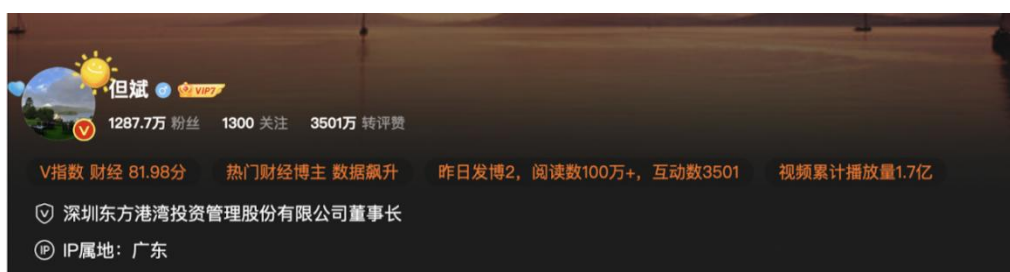 但斌 VIP7
1287.7万 粉丝 1300 关注 3501万 转评赞
V指数 财经 81.98分 热门财经博主 数据飙升 昨日发博2，阅读数100万+，互动数3501 视频累计播放量1.7亿
深圳东方港湾投资管理股份有限公司董事长
IP IP属地：广东